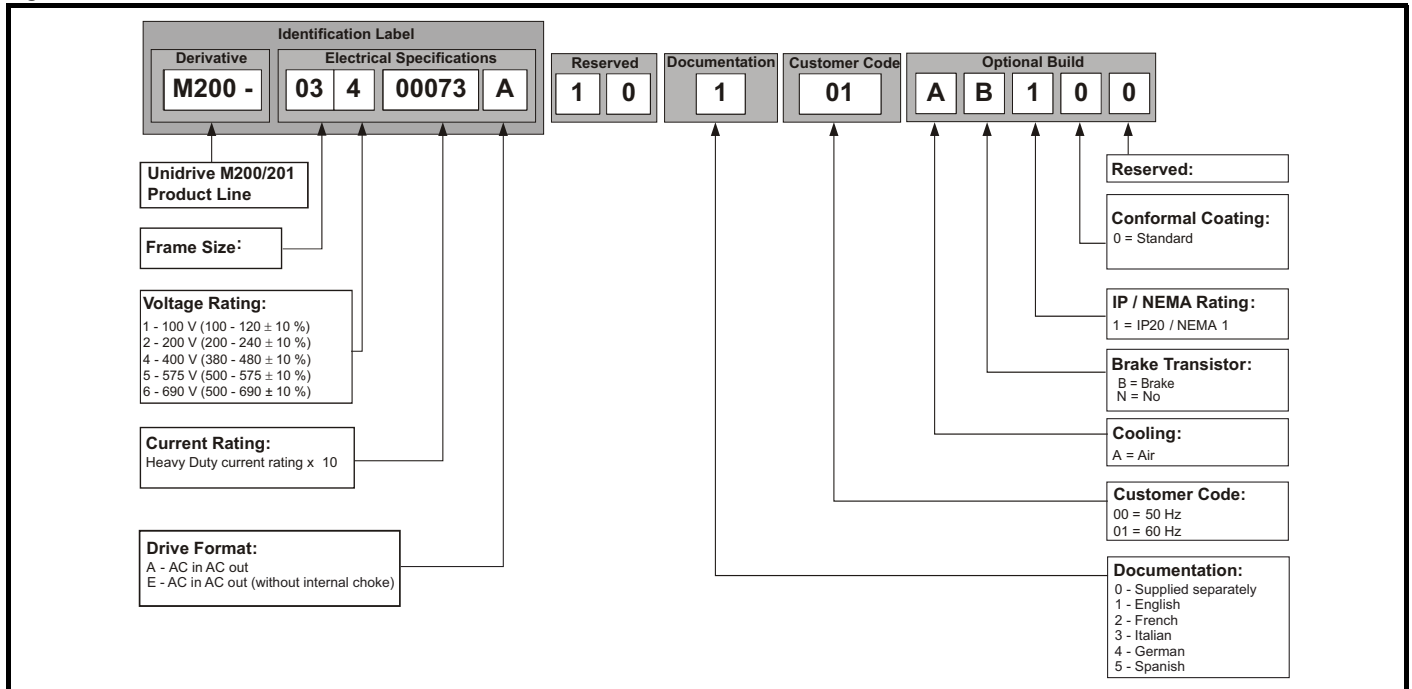 Identification Label
Derivative
Electrical Specifications
Reserved
Documentation
Customer Code
Optional Build
M200 -
03 4 00073 A
1 0
1
01
A B 1 0 0
Unidrive M200/201
Product Line
Frame Size:
Voltage Rating:
1 - 100 V (100 - 120 ± 10 %)
2 - 200 V (200 - 240 ± 10 %)
4 - 400 V (380 - 480 ± 10 %)
5 - 575 V (500 - 575 ± 10 %)
6 - 690 V (500 - 690 ± 10 %)
Current Rating:
Heavy Duty current rating x 10
Drive Format:
A - AC in AC out
E - AC in AC out (without internal choke)
Reserved:
Conformal Coating:
0 = Standard
IP / NEMA Rating:
1 = IP20 / NEMA 1
Brake Transistor:
B = Brake
N = No
Cooling:
A = Air
Customer Code:
00 = 50 Hz
01 = 60 Hz
Documentation:
0 - Supplied separately
1 - English
2 - French
3 - Italian
4 - German
5 - Spanish